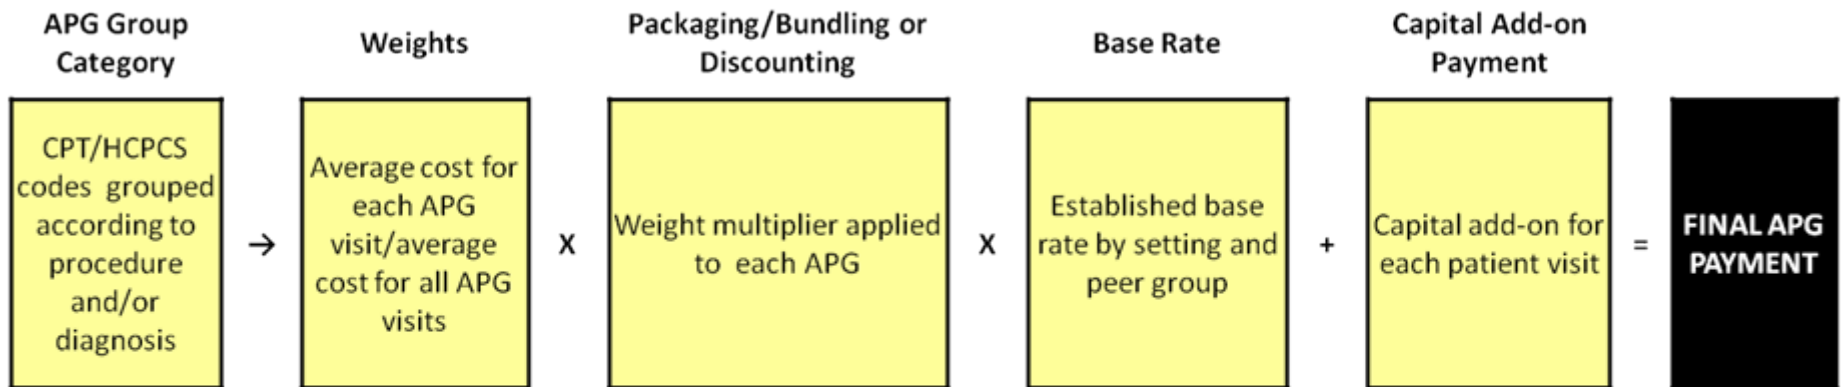 APG Group
Category
Weights
Packaging/Bundling or
Discounting
Base Rate
Capital Add-on
Payment
CPT/HCPCS
codes grouped
according to
procedure
and/or
diagnosis
→
Average cost for
each APG
visit/average
cost for all APG
visits
X
Weight multiplier applied
to each APG
X
Established base
rate by setting and
peer group
+
Capital add-on for
each patient visit
=
FINAL APG
PAYMENT